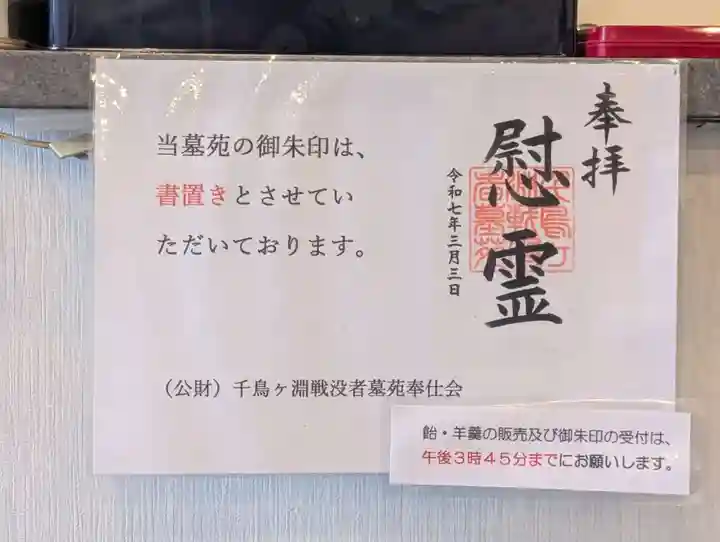 当墓苑の御朱印は、
書置きとさせてい
ただいております。
(公財)千鳥ヶ淵戦没者墓苑奉仕会
奉拝
慰霊
令和七年三月三日
飴・羊羹の販売及び御朱印の受付は、
午後3時45分までにお願いします。